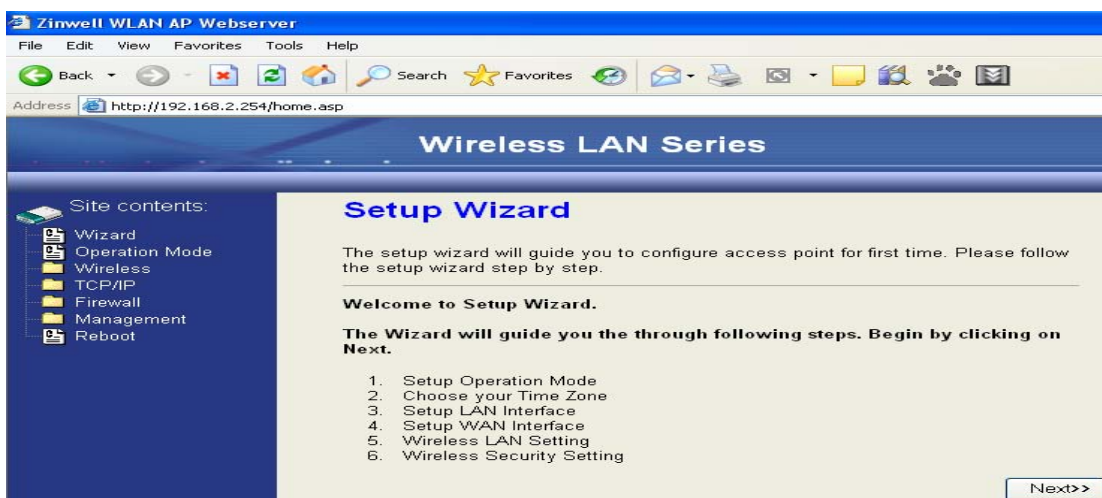 Zinwell WLAN AP Webserver
File Edit View Favorites Tools Help
Back Search Favorites
Address http://192.168.2.254/home.asp
Wireless LAN Series
Site contents:
Wizard
Operation Mode
Wireless
TCP/IP
Firewall
Management
Reboot
Setup Wizard
The setup wizard will guide you to configure access point for first time. Please follow
the setup wizard step by step.
Welcome to Setup Wizard.
The Wizard will guide you the through following steps. Begin by clicking on
Next.
1. Setup Operation Mode
2. Choose your Time Zone
3. Setup LAN Interface
4. Setup WAN Interface
5. Wireless LAN Setting
6. Wireless Security Setting
Next>>